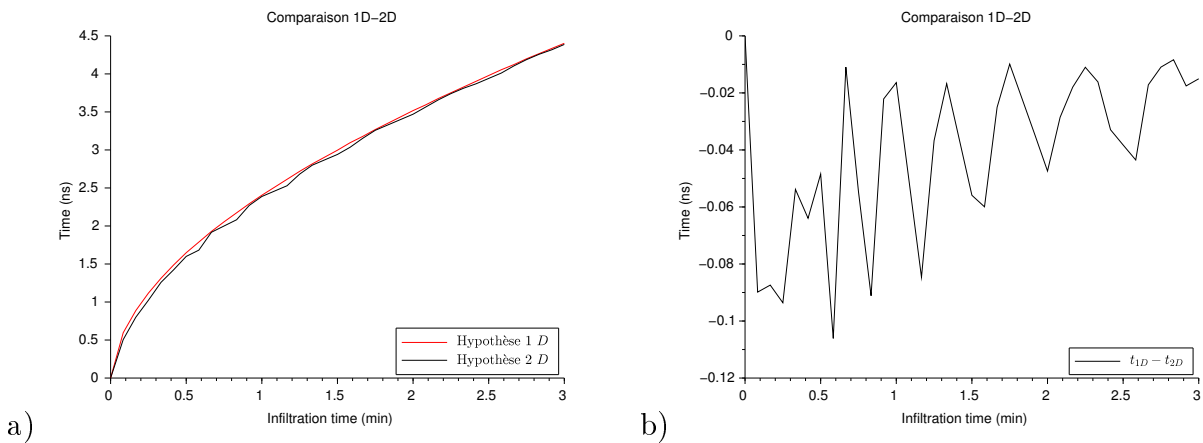 Comparaison 1D−2D
4.5
4
3.5
3
2.5
2
1.5
1
0.5
0
Time (ns)
0
0.5
1
1.5
2
2.5
3
Infiltration time (min)
Hypothèse 1 D
Hypothèse 2 D
a)
Comparaison 1D−2D
0
−0.02
−0.04
−0.06
−0.08
−0.1
−0.12
Time (ns)
0
0.5
1
1.5
2
2.5
3
Infiltration time (min)
t1D − t2D
b)